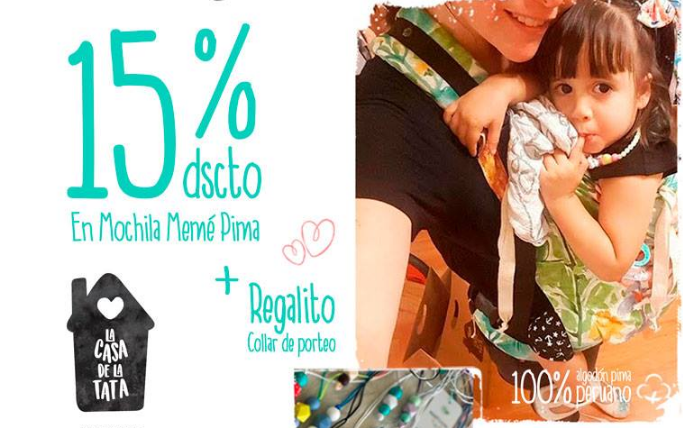 15%
dscto
En Mochila Memé Pima
+ Regalito
Collar de porteo
LA
CASA
DE LA
TATA
100% algodón pima
peruano